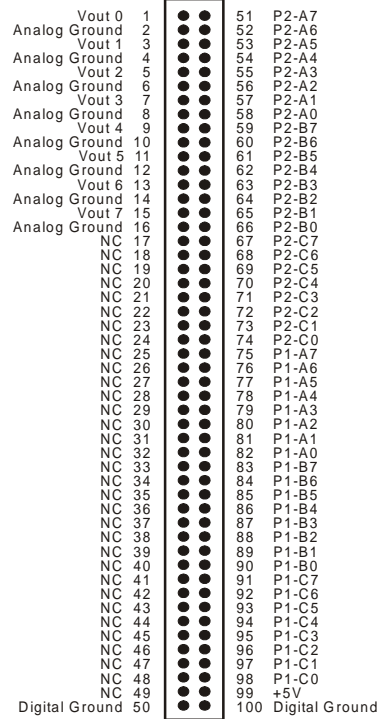 Vout 0 1 51 P2-A7
Analog Ground 2 52 P2-A6
Vout 1 3 53 P2-A5
Analog Ground 4 54 P2-A4
Vout 2 5 55 P2-A3
Analog Ground 6 56 P2-A2
Vout 3 7 57 P2-A1
Analog Ground 8 58 P2-A0
Vout 4 9 59 P2-B7
Analog Ground 10 60 P2-B6
Vout 5 11 61 P2-B5
Analog Ground 12 62 P2-B4
Vout 6 13 63 P2-B3
Analog Ground 14 64 P2-B2
Vout 7 15 65 P2-B1
Analog Ground 16 66 P2-B0
NC 17 67 P2-C7
NC 18 68 P2-C6
NC 19 69 P2-C5
NC 20 70 P2-C4
NC 21 71 P2-C3
NC 22 72 P2-C2
NC 23 73 P2-C1
NC 24 74 P2-C0
NC 25 75 P1-A7
NC 26 76 P1-A6
NC 27 77 P1-A5
NC 28 78 P1-A4
NC 29 79 P1-A3
NC 30 80 P1-A2
NC 31 81 P1-A1
NC 32 82 P1-A0
NC 33 83 P1-B7
NC 34 84 P1-B6
NC 35 85 P1-B5
NC 36 86 P1-B4
NC 37 87 P1-B3
NC 38 88 P1-B2
NC 39 89 P1-B1
NC 40 90 P1-B0
NC 41 91 P1-C7
NC 42 92 P1-C6
NC 43 93 P1-C5
NC 44 94 P1-C4
NC 45 95 P1-C3
NC 46 96 P1-C2
NC 47 97 P1-C1
NC 48 98 P1-C0
NC 49 99 +5V
Digital Ground 50 100 Digital Ground